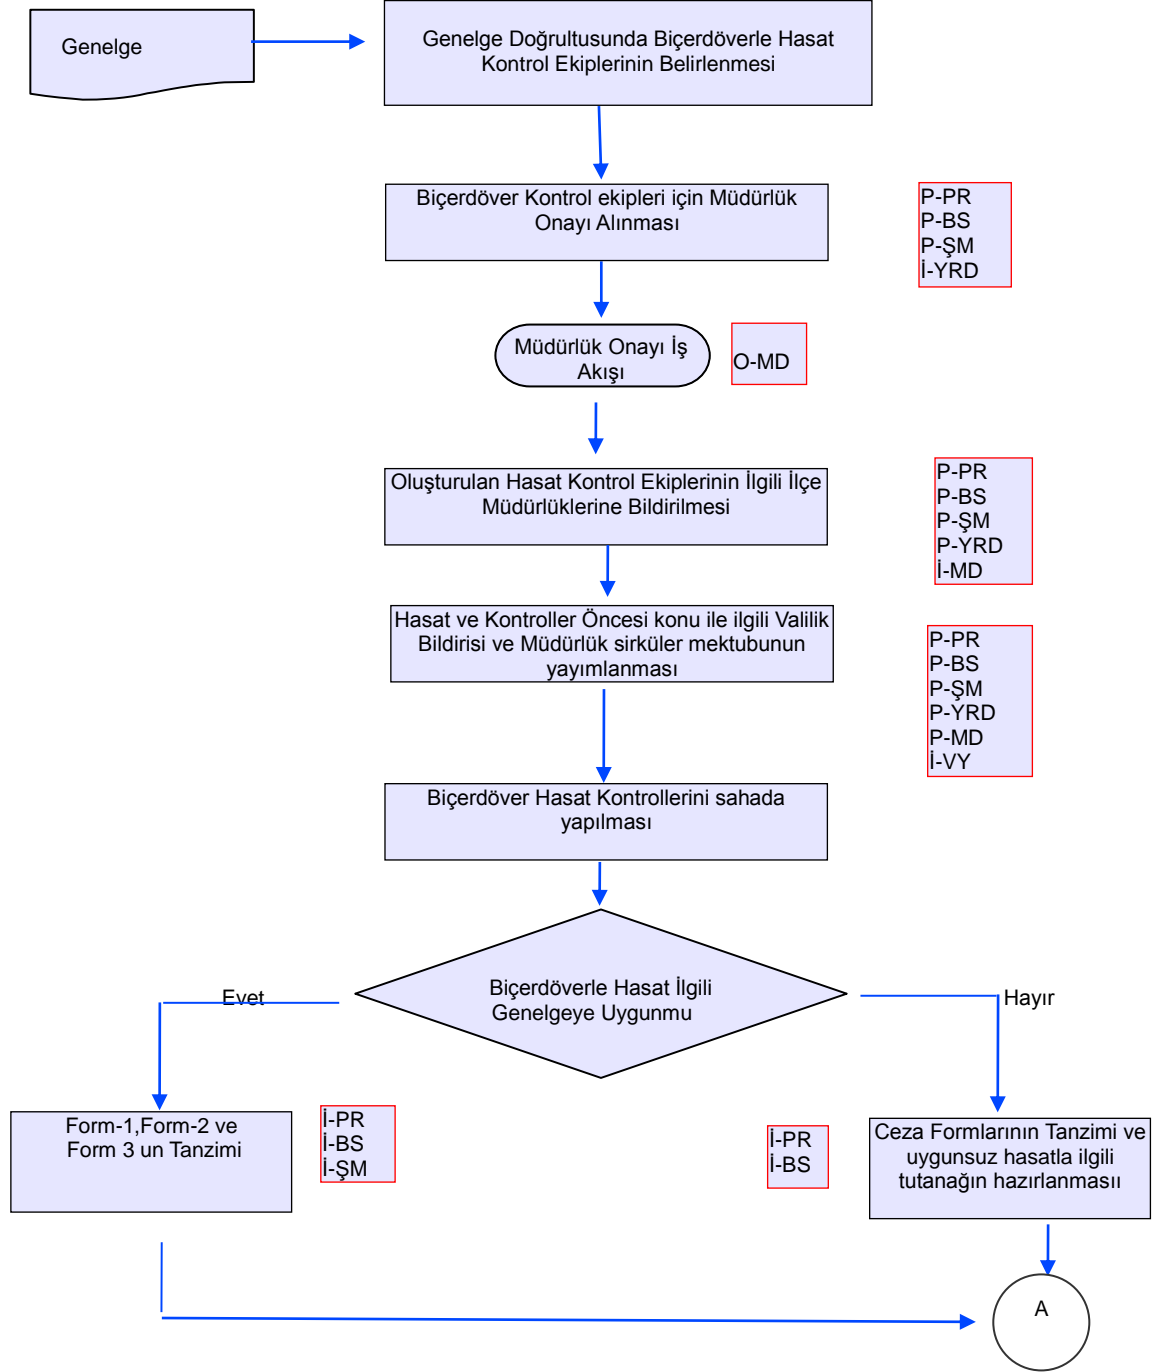 Genelge
Genelge Doğrultusunda Biçerdöverle Hasat
Kontrol Ekiplerinin Belirlenmesi
Biçerdöver Kontrol ekipleri için Müdürlük
Onayı Alınması
P-PR
P-BS
P-ŞM
İ-YRD
Müdürlük Onayı İş
Akışı
O-MD
Oluşturulan Hasat Kontrol Ekiplerinin İlgili İlçe
Müdürlüklerine Bildirilmesi
P-PR
P-BS
P-ŞM
P-YRD
İ-MD
Hasat ve Kontroller Öncesi konu ile ilgili Valilik
Bildirisi ve Müdürlük sirküler mektubunun
yayımlanması
P-PR
P-BS
P-ŞM
P-YRD
P-MD
İ-VY
Biçerdöver Hasat Kontrollerini sahada
yapılması
Biçerdöverle Hasat İlgili
Genelgeye Uygunmu
Evet
Hayır
Form-1,Form-2 ve
Form 3 un Tanzimi
İ-PR
İ-BS
İ-ŞM
İ-PR
İ-BS
Ceza Formlarının Tanzimi ve
uygunsuz hasatla ilgili
tutanağın hazırlanmasıı
A